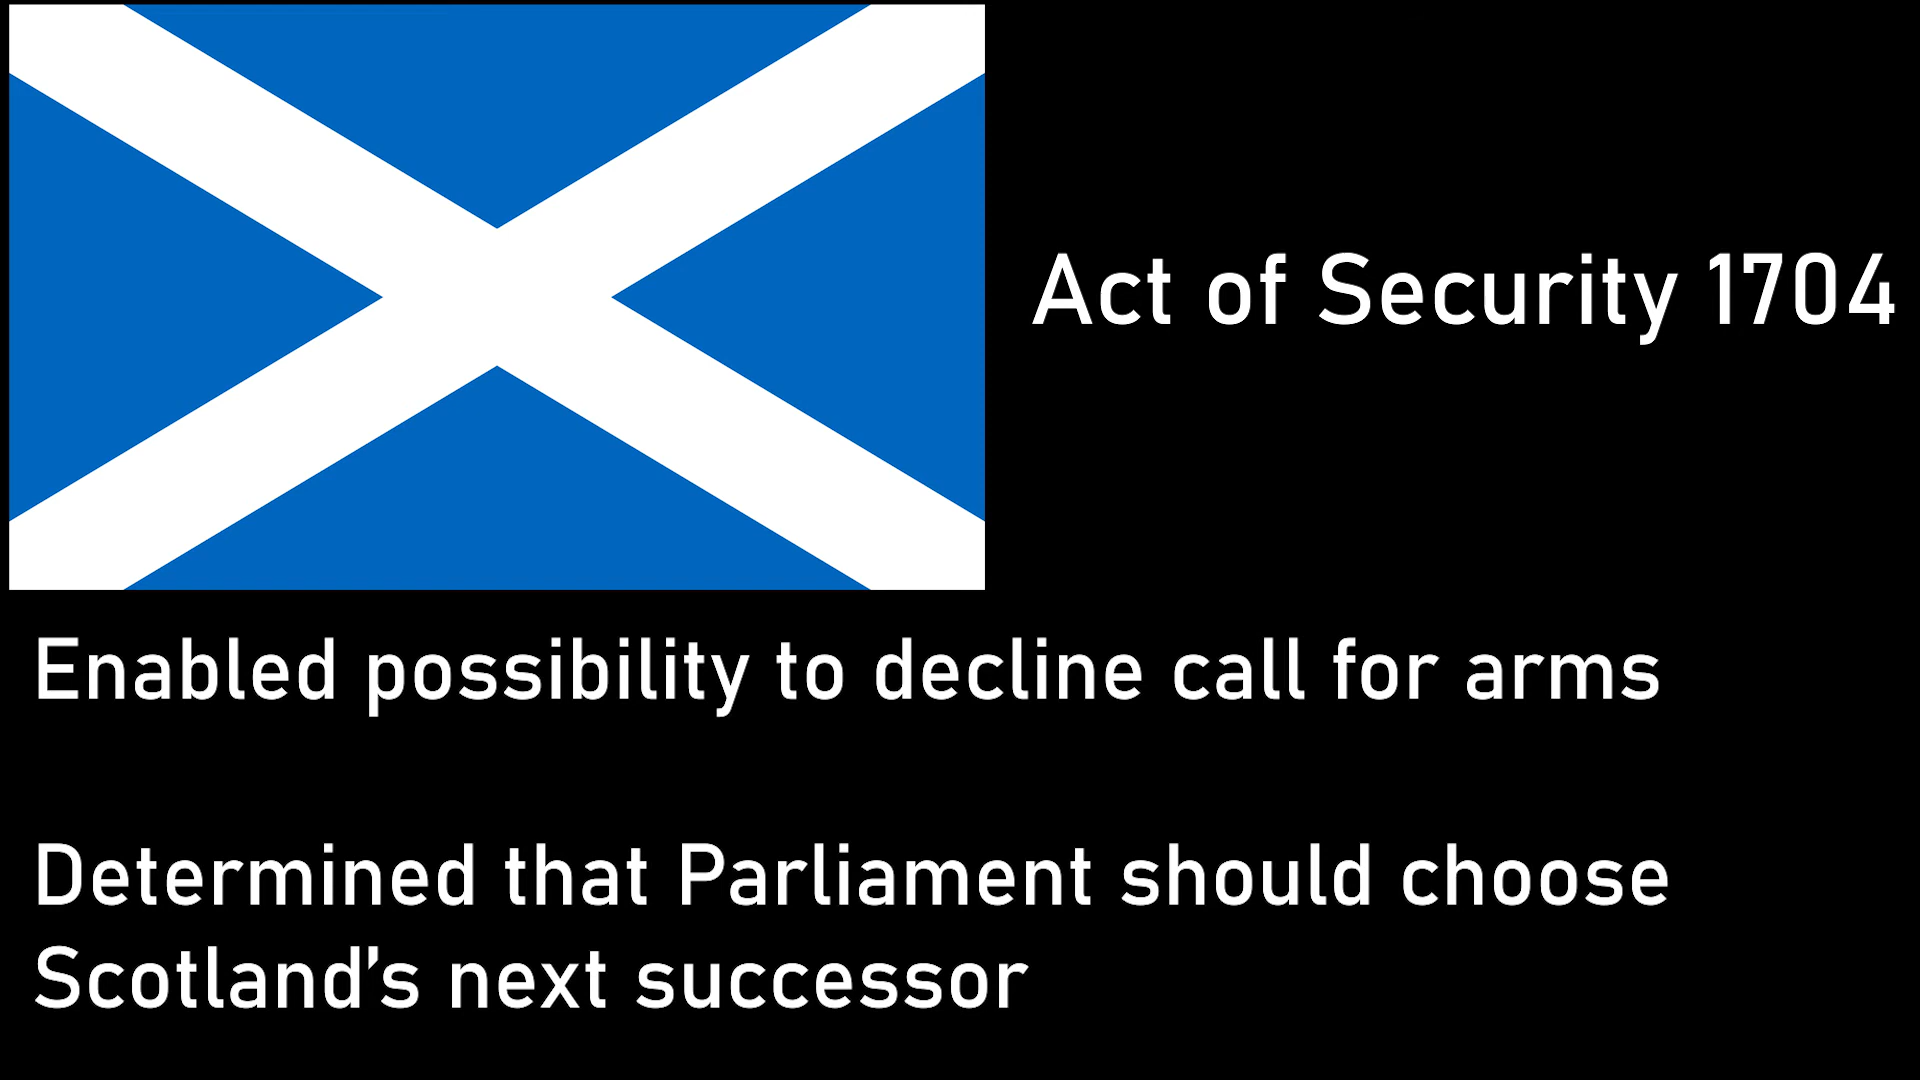 Act of Security 1704
Enabled possibility to decline call for arms
Determined that Parliament should choose
Scotland’s next successor